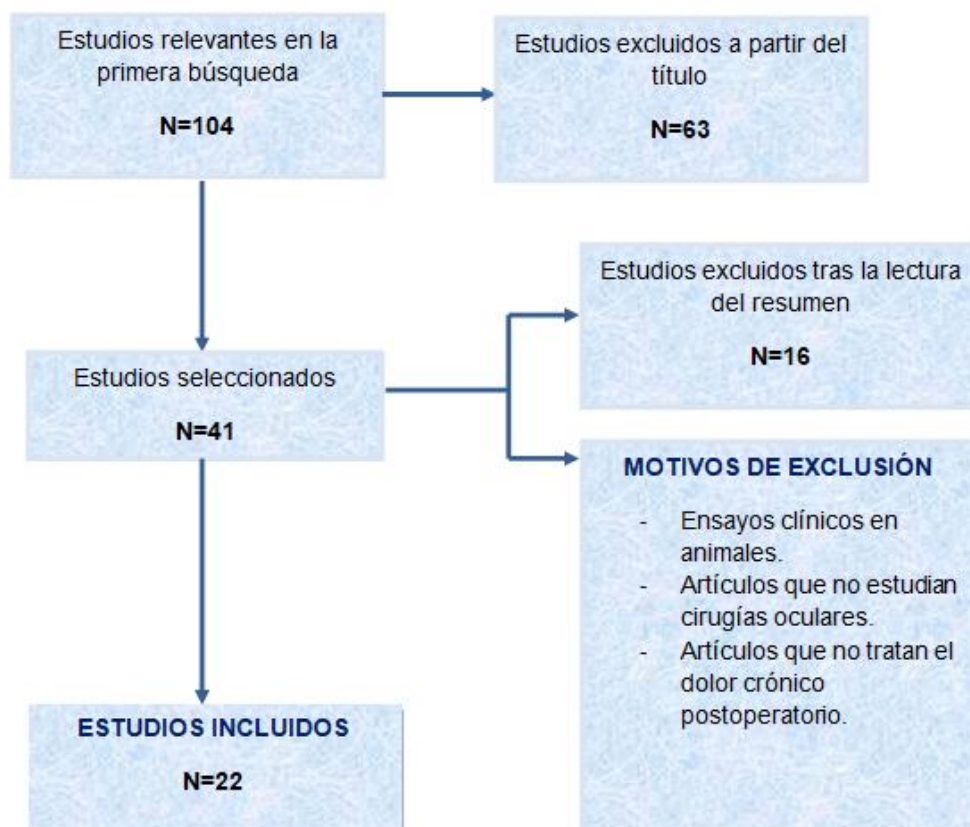 Estudios relevantes en la
primera búsqueda
N=104
Estudios excluidos a partir del
título
N=63
Estudios excluidos tras la lectura
del resumen
N=16
Estudios seleccionados
N=41
MOTIVOS DE EXCLUSIÓN
- Ensayos clínicos en
animales.
- Artículos que no estudian
cirugías oculares.
- Artículos que no tratan el
dolor crónico
postoperatorio.
ESTUDIOS INCLUIDOS
N=22